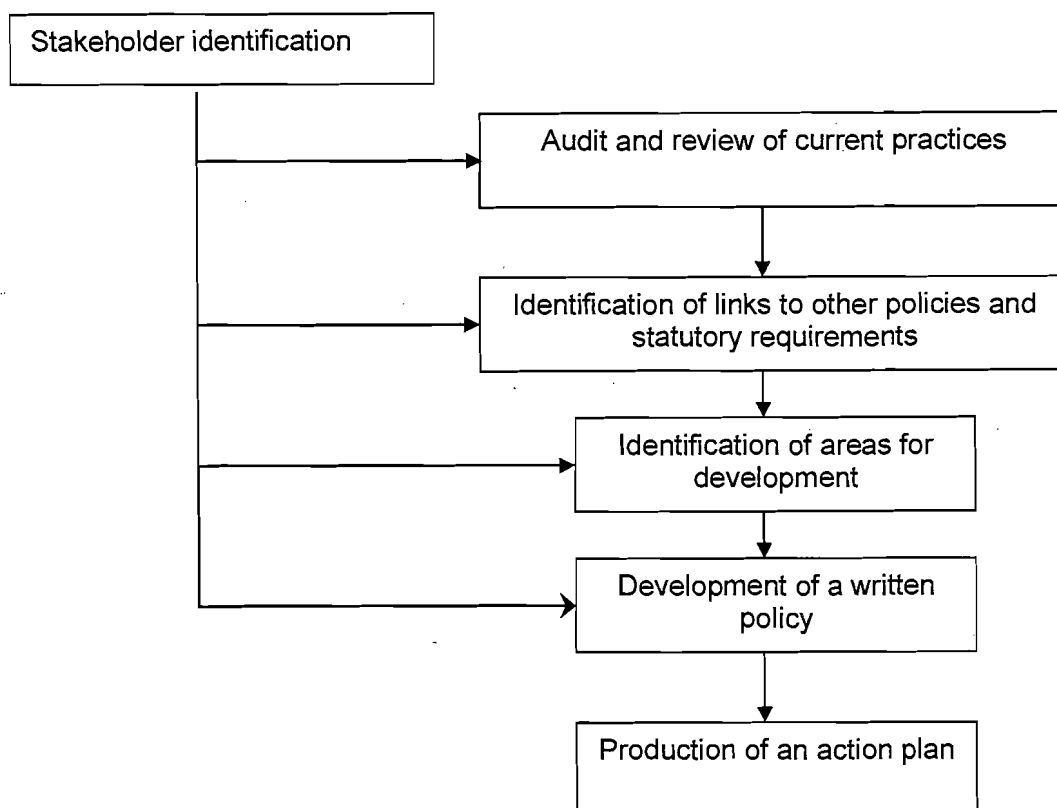 Stakeholder identification
Audit and review of current practices
Identification of links to other policies and
statutory requirements
Identification of areas for
development
Development of a written
policy
Production of an action plan